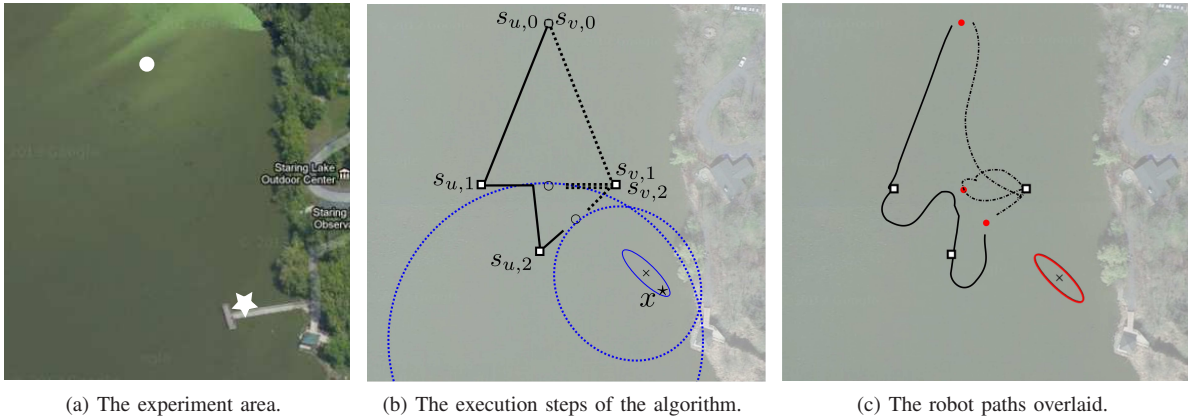 Staring Lake
Outdoor Center
Staring
Observa
s_{u,0} s_{v,0}
s_{u,1}
s_{v,1}
s_{v,2}
s_{u,2}
x
(a) The experiment area.
(b) The execution steps of the algorithm.
(c) The robot paths overlaid.